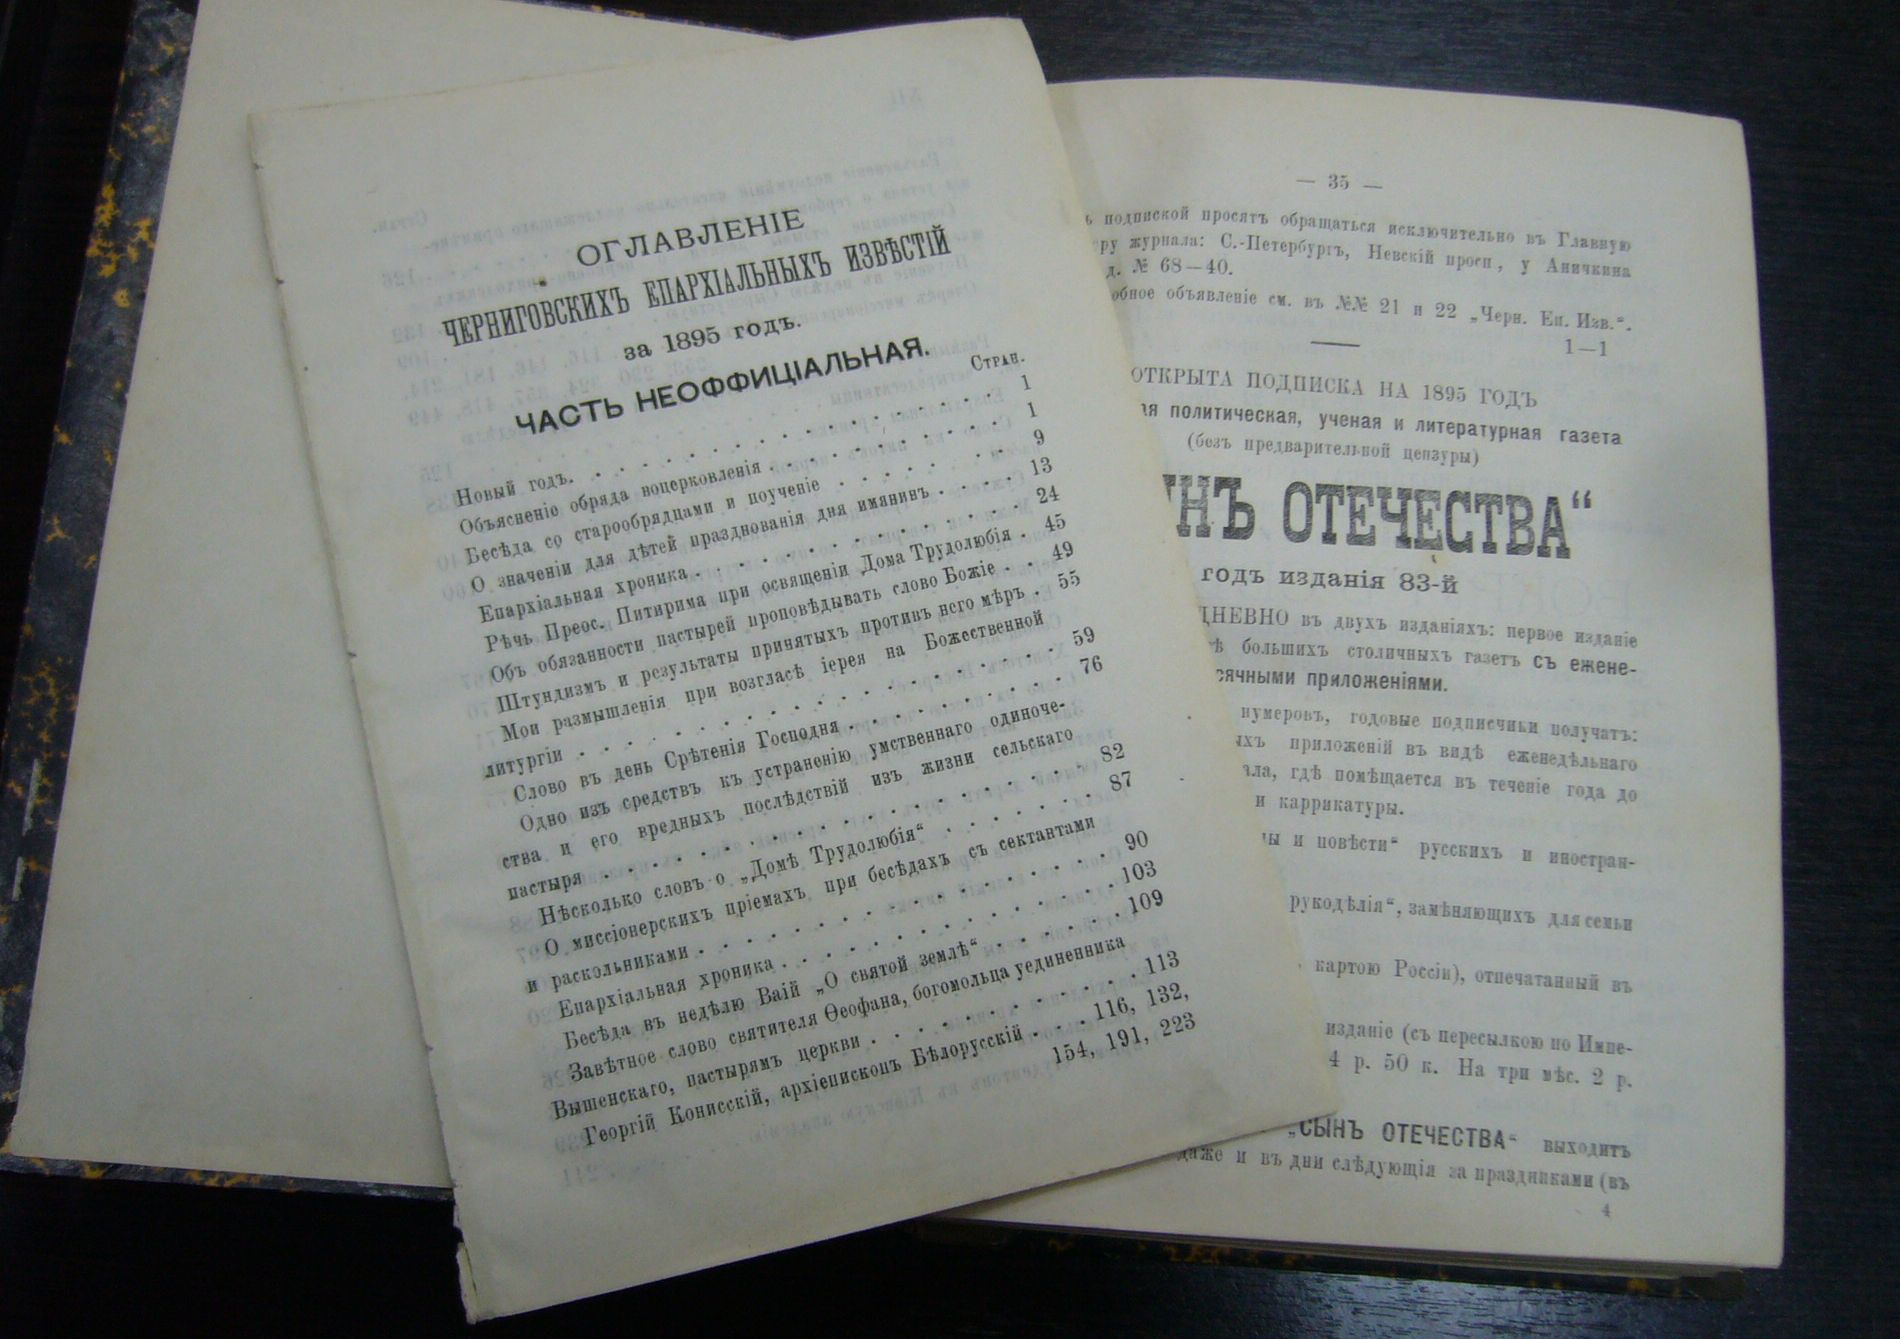 ОГЛАВЛЕНІЕ
ЧЕРНИГОВСКИХЪ ЕПАРХІАЛЬНЫХЪ ИЗВѢСТІЙ
за 1895 годъ.
ЧАСТЬ НЕОФФИЦІАЛЬНАЯ.
Стран.
Новый годъ. . . . . . . . . . . . . . 1
Объясненіе обряда воцерковленія . . . . . . . . 1
Бесѣда со старообрядцами и поученіе . . . . . . 9
О значеніи для дѣтей празднованія дня имянинъ . . . . 13
Епархіальная хроника . . . . . . . . . . . 24
Рѣчь Преос. Питирима при освященіи Дома Трудолюбія . 45
Объ обязанности пастырей проповѣдывать слово Божіе . . 49
Штундизмъ и результаты принятыхъ противъ него мѣръ . 55
Мои размышленія при возгласѣ іерея на Божественной
литургіи . . . . . . . . . . . . . . 59
Слово въ день Срѣтенія Господня . . . . . . . . 76
Одно изъ средствъ къ устраненію умственнаго одиноче-
ства и его вредныхъ послѣдствій изъ жизни сельскаго
пастыря . . . . . . . . . . . . . . 82
Нѣсколько словъ о „Домѣ Трудолюбія“ . . . . . . 87
О миссіонерскихъ пріемахъ при бесѣдахъ съ сектантами
и раскольниками . . . . . . . . . . . . 90
Епархіальная хроника . . . . . . . . . . . 103
Бесѣда въ недѣлю Ваій „О святой землѣ“ . . . . . 109
Завѣтное слово святителя Ѳеофана, богомольца уединенника
Вышенскаго, пастырямъ церкви . . . . . . . . 113
Георгій Конисскій, архіепископъ Бѣлорусскій . . . 116, 132,
154, 191, 223
— 35 —
подпиской просятъ обращаться исключительно въ Главную
журнала: С.-Петербургъ, Невскій просп., у Аничкина
д. № 68—40.
объявленіе см. въ №№ 21 и 22 „Черн. Еп. Изв.“.
1—1
ОТКРЫТА ПОДПИСКА НА 1895 ГОДЪ
политическая, ученая и литературная газета
(безъ предварительной цензуры)
ОТЕЧЕСТВА“
годъ изданія 83-й
въ двухъ изданіяхъ: первое изданіе
большихъ столичныхъ газетъ съ ежене-
приложеніями.
нумеровъ, годовые подписчики получатъ:
приложеній въ видѣ еженедѣльнаго
гдѣ помѣщается въ теченіе года до
и каррикатуры.
и повѣсти“ русскихъ и иностран-
рукодѣлія“, замѣняющихъ для семьи
картою Россіи), отпечатанный въ
изданіе (съ пересылкою по Импе-
4 р. 50 к. На три мѣс. 2 р.
„СЫНЪ ОТЕЧЕСТВА“ выходитъ
даже и въ дни слѣдующія за праздниками (въ
4